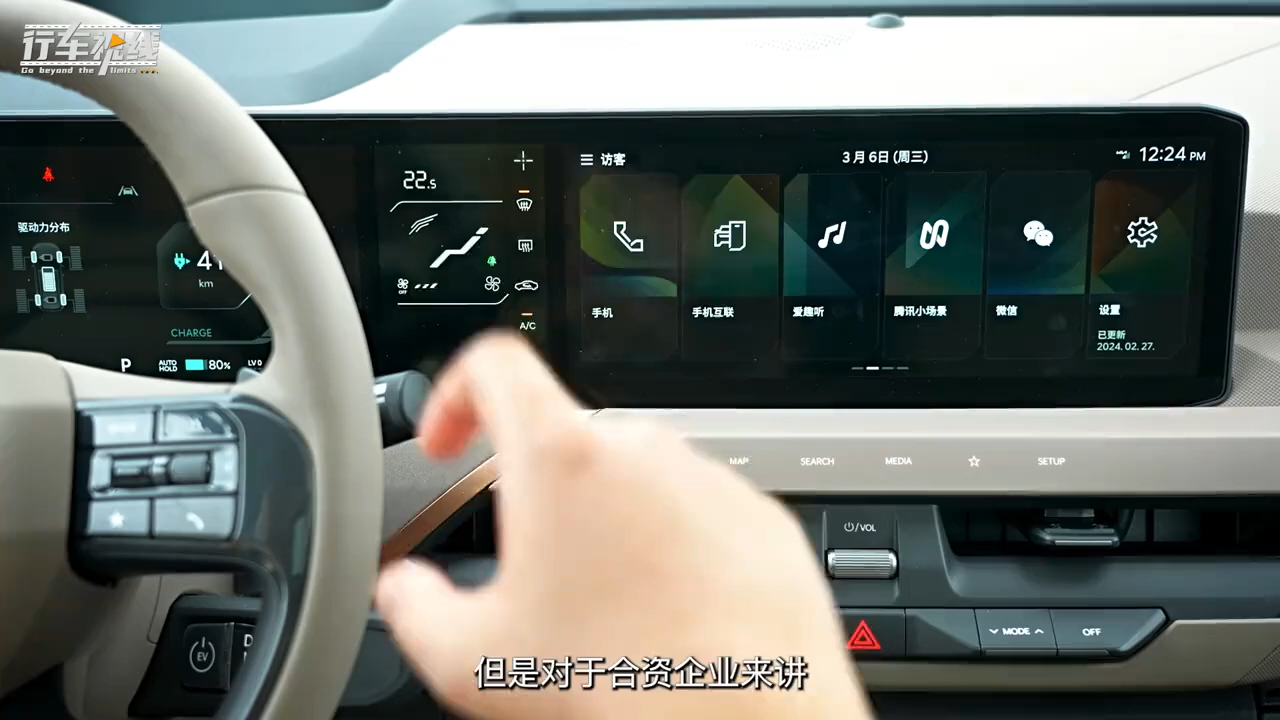 行车视线
Go beyond the limits
驱动力分布
41
km
CHARGE
P
AUTO HOLD
80%
LV 0
22.5
OFF
A/C
访客
3月6日(周三)
12:24 PM
手机
手机互联
爱趣听
腾讯小场景
微信
设置
已更新
2024. 02. 27.
MAP
SEARCH
MEDIA
SETUP
/VOL
MODE
OFF
EV
D
但是对于合资企业来讲